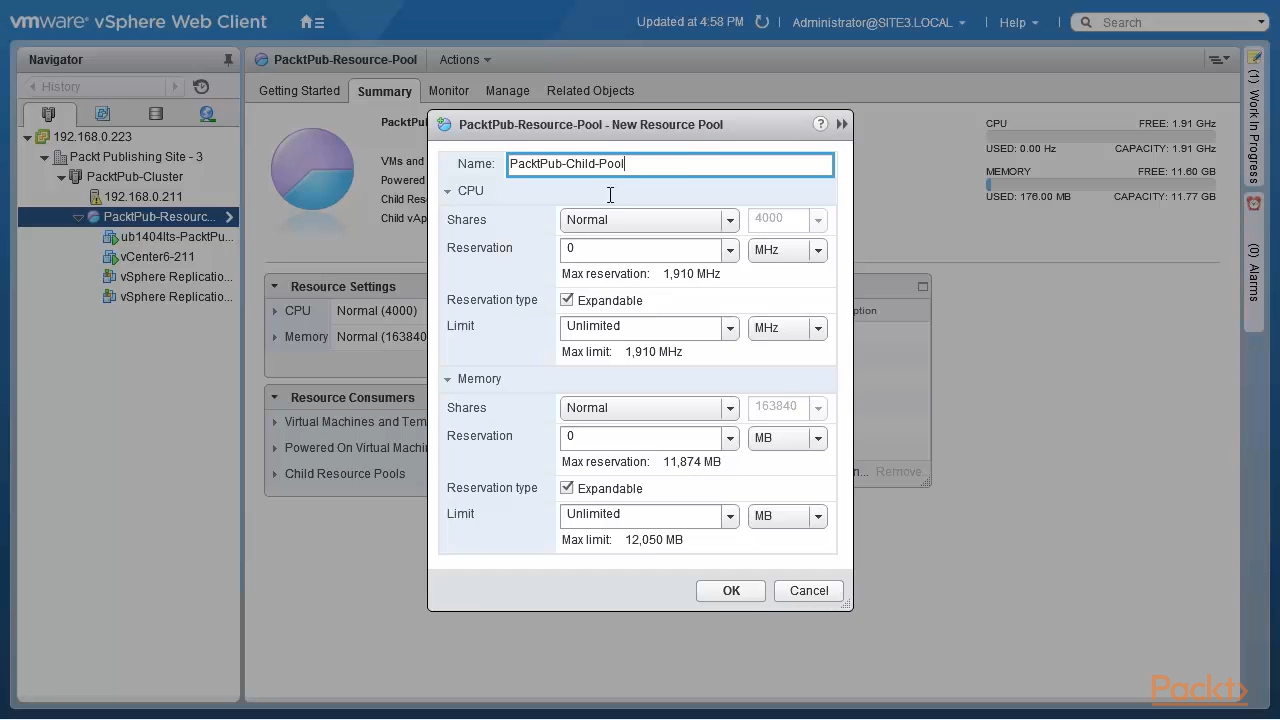 vmware® vSphere Web Client
Updated at 4:58 PM
Administrator@SITE3.LOCAL
Help
Search
Navigator
History
192.168.0.223
Packt Publishing Site - 3
PacktPub-Cluster
192.168.0.211
PacktPub-Resourc...
ub1404lts-PacktPu...
vCenter6-211
vSphere Replicatio...
vSphere Replicatio...
PacktPub-Resource-Pool
Actions
Getting Started
Summary
Monitor
Manage
Related Objects
PacktPu
VMs and
Powered
Child Res
Child vAp
CPU
FREE: 1.91 GHz
USED: 0.00 Hz
CAPACITY: 1.91 GHz
MEMORY
FREE: 11.60 GB
USED: 176.00 MB
CAPACITY: 11.77 GB
Resource Settings
CPU
Normal (4000)
Memory
Normal (163840
Resource Consumers
Virtual Machines and Tem
Powered On Virtual Machi
Child Resource Pools
ption
n...
Remove
PacktPub-Resource-Pool - New Resource Pool
Name:
PacktPub-Child-Pool
CPU
Shares
Normal
4000
Reservation
0
MHz
Max reservation: 1,910 MHz
Reservation type
Expandable
Limit
Unlimited
MHz
Max limit: 1,910 MHz
Memory
Shares
Normal
163840
Reservation
0
MB
Max reservation: 11,874 MB
Reservation type
Expandable
Limit
Unlimited
MB
Max limit: 12,050 MB
OK
Cancel
(1) Work In Progress
(0) Alarms
Packt>